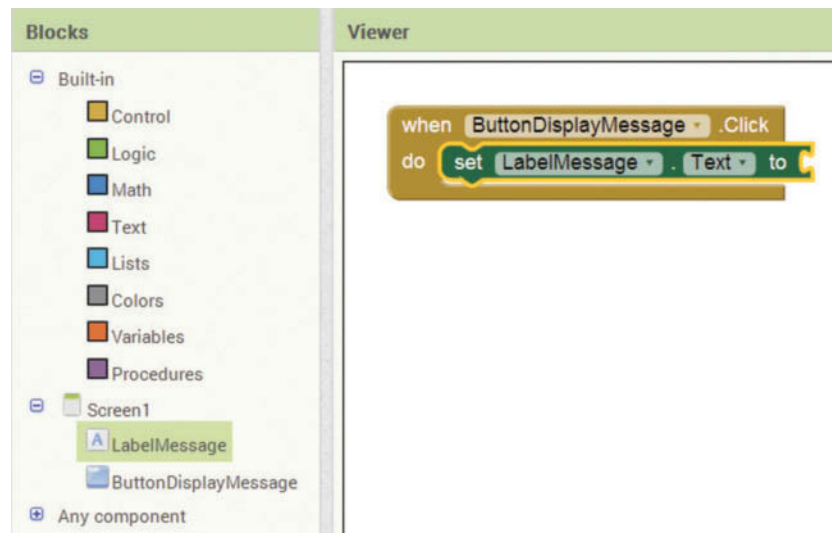 Blocks
Built-in
Control
Logic
Math
Text
Lists
Colors
Variables
Procedures
Screen1
LabelMessage
ButtonDisplayMessage
Any component
Viewer
when ButtonDisplayMessage .Click
do set LabelMessage . Text to